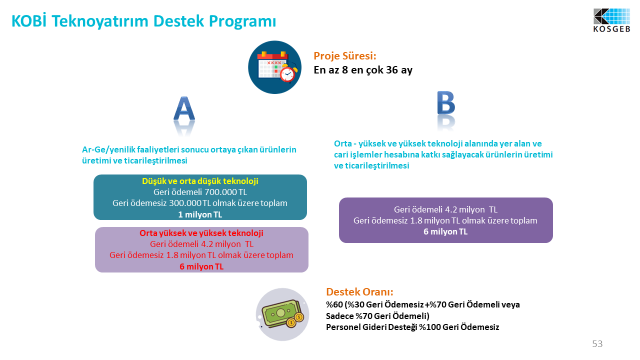 KOBİ Teknoyatırım Destek Programı
KOSGEB
Proje Süresi:
En az 8 en çok 36 ay
A
Ar-Ge/yenilik faaliyetleri sonucu ortaya çıkan ürünlerin
üretimi ve ticarileştirilmesi
Düşük ve orta düşük teknoloji
Geri ödemeli 700.000 TL
Geri ödemesiz 300.000 TL olmak üzere toplam
1 milyon TL
Orta yüksek ve yüksek teknoloji
Geri ödemeli 4.2 milyon TL
Geri ödemesiz 1.8 milyon TL olmak üzere toplam
6 milyon TL
B
Orta - yüksek ve yüksek teknoloji alanında yer alan ve
cari işlemler hesabına katkı sağlayacak ürünlerin üretimi
ve ticarileştirilmesi
Geri ödemeli 4.2 milyon TL
Geri ödemesiz 1.8 milyon TL olmak üzere toplam
6 milyon TL
Destek Oranı:
%60 (%30 Geri Ödemesiz +%70 Geri Ödemeli veya
Sadece %70 Geri Ödemeli)
Personel Gideri Desteği %100 Geri Ödemesiz
53